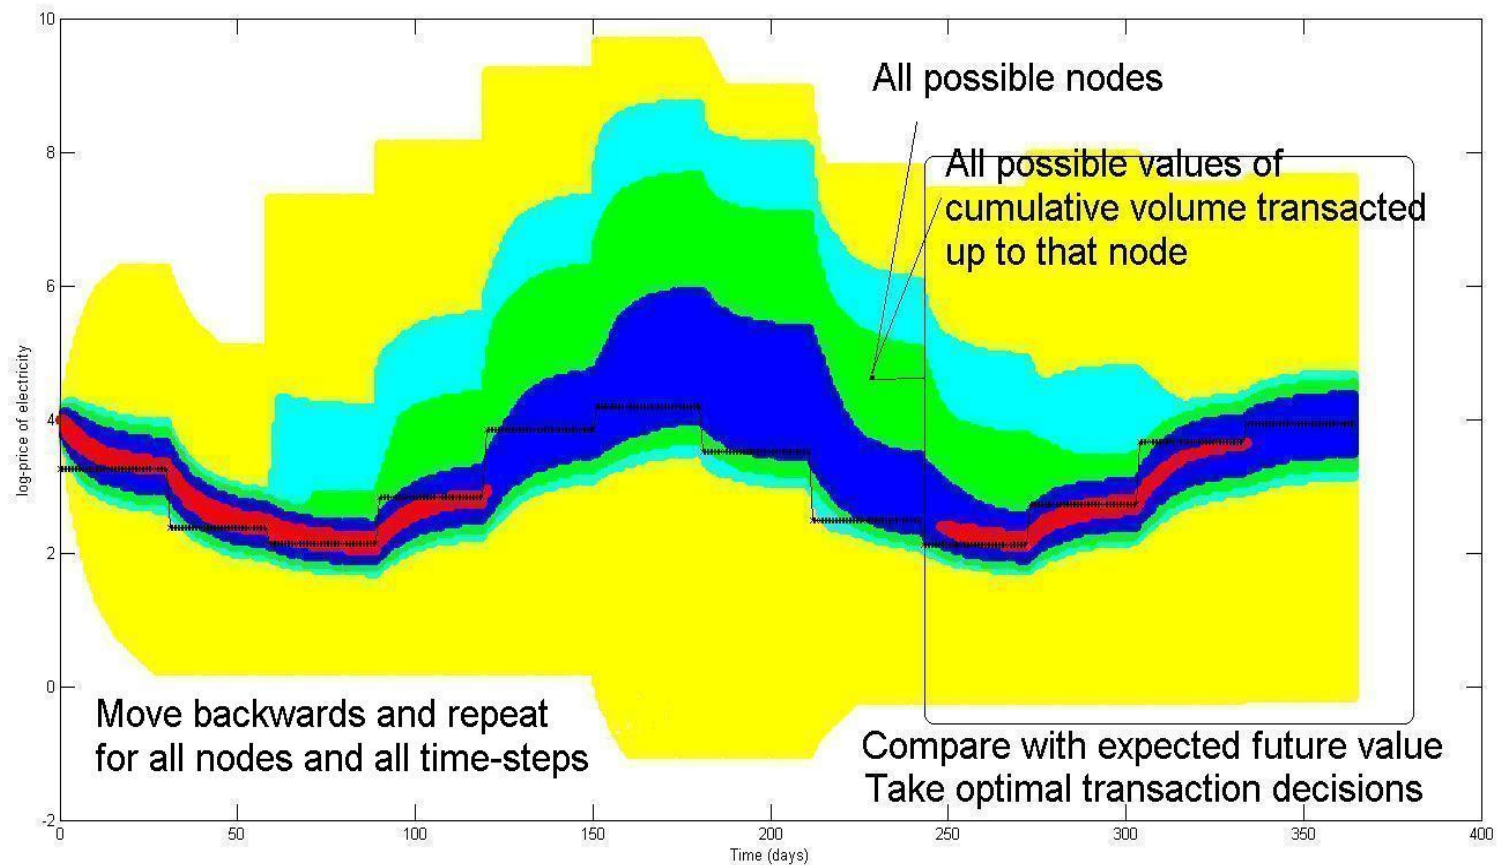 10
8
6
4
2
0
-2
log-price of electricity
All possible nodes
All possible values of
cumulative volume transacted
up to that node
Move backwards and repeat
for all nodes and all time-steps
Compare with expected future value
Take optimal transaction decisions
0 50 100 150 200 250 300 350 400
Time (days)